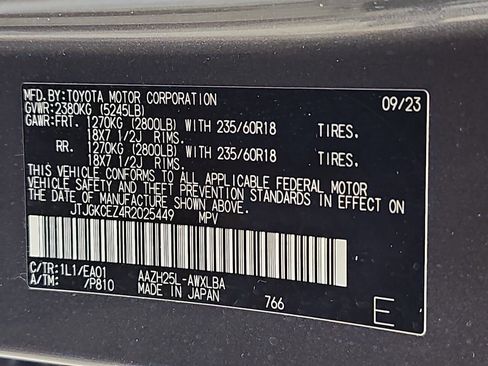 MFD.BY:TOYOTA MOTOR CORPORATION 09/23
GVWR:2380KG (5245LB)
GAWR:FRT. 1270KG (2800LB) WITH 235/60R18 TIRES.
18X7 1/2J RIMS.
RR. 1270KG (2800LB) WITH 235/60R18 TIRES.
18X7 1/2J RIMS.
THIS VEHICLE CONFORMS TO ALL APPLICABLE FEDERAL MOTOR
VEHICLE SAFETY AND THEFT PREVENTION STANDARDS IN EFFECT ON
THE DATE OF MANUFACTURE SHOWN ABOVE.
JTJGKCEZ4R2025449 MPV
C/TR:1L1/EA01 AAZH25L-AWXLBA
A/TM: /P810 MADE IN JAPAN 766 E